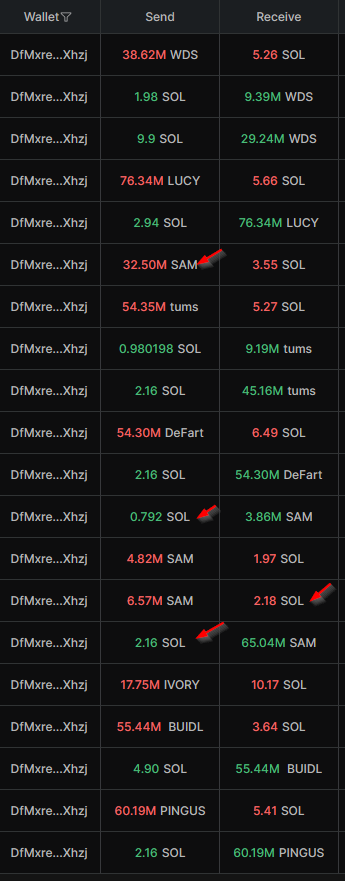 Wallet Send Receive
DfMxre...Xhzj 38.62M WDS 5.26 SOL
DfMxre...Xhzj 1.98 SOL 9.39M WDS
DfMxre...Xhzj 9.9 SOL 29.24M WDS
DfMxre...Xhzj 76.34M LUCY 5.66 SOL
DfMxre...Xhzj 2.94 SOL 76.34M LUCY
DfMxre...Xhzj 32.50M SAM 3.55 SOL
DfMxre...Xhzj 54.35M tums 5.27 SOL
DfMxre...Xhzj 0.980198 SOL 9.19M tums
DfMxre...Xhzj 2.16 SOL 45.16M tums
DfMxre...Xhzj 54.30M DeFart 6.49 SOL
DfMxre...Xhzj 2.16 SOL 54.30M DeFart
DfMxre...Xhzj 0.792 SOL 3.86M SAM
DfMxre...Xhzj 4.82M SAM 1.97 SOL
DfMxre...Xhzj 6.57M SAM 2.18 SOL
DfMxre...Xhzj 2.16 SOL 65.04M SAM
DfMxre...Xhzj 17.75M IVORY 10.17 SOL
DfMxre...Xhzj 55.44M BUIDL 3.64 SOL
DfMxre...Xhzj 4.90 SOL 55.44M BUIDL
DfMxre...Xhzj 60.19M PINGUS 5.41 SOL
DfMxre...Xhzj 2.16 SOL 60.19M PINGUS